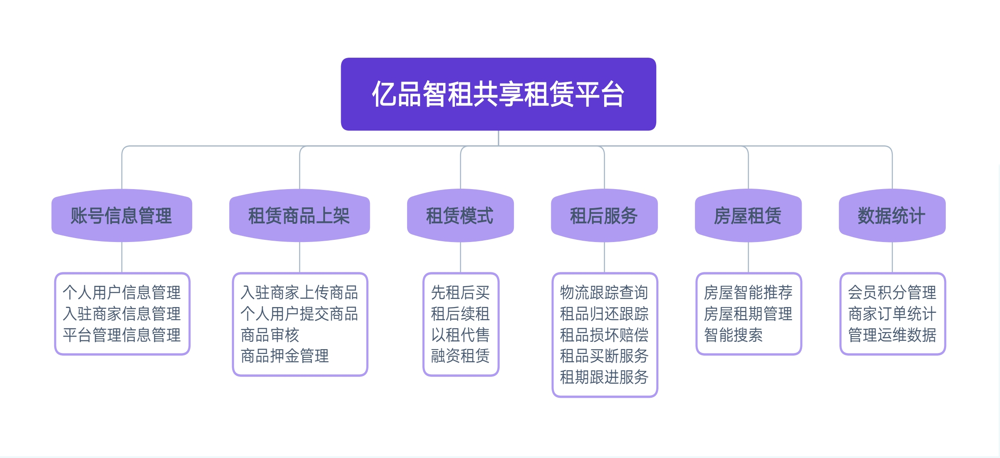 亿品智租共享租赁平台
账号信息管理
个人用户信息管理
入驻商家信息管理
平台管理信息管理
租赁商品上架
入驻商家上传商品
个人用户提交商品
商品审核
商品押金管理
租赁模式
先租后买
租后续租
以租代售
融资租赁
租后服务
物流跟踪查询
租品归还跟踪
租品损坏赔偿
租品买断服务
租期跟进服务
房屋租赁
房屋智能推荐
房屋租期管理
智能搜索
数据统计
会员积分管理
商家订单统计
管理运维数据